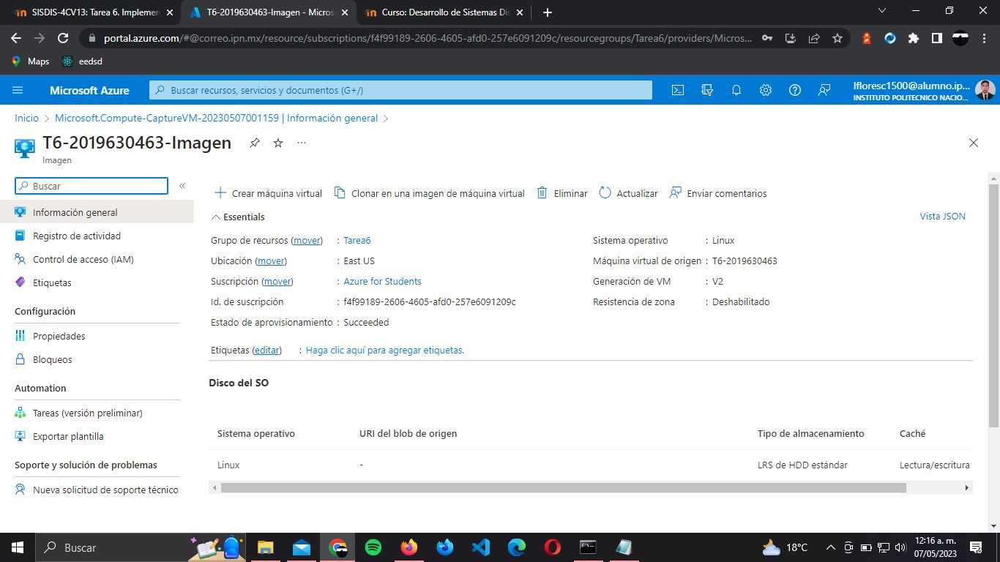 SISDIS-4CV13: Tarea 6. Implemen
T6-2019630463-Imagen - Micros
Curso: Desarrollo de Sistemas Dis
portal.azure.com/#@correo.ipn.mx/resource/subscriptions/f4f99189-2606-4605-afd0-257e6091209c/resourcegroups/Tarea6/providers/Micros...
Maps
eedsd
Microsoft Azure
Buscar recursos, servicios y documentos (G+/)
lfloresc1500@alumno.ip...
INSTITUTO POLITECNICO NACIO...
Inicio > Microsoft.Compute-CaptureVM-20230507001159 | Información general >
T6-2019630463-Imagen
Imagen
Buscar
Información general
Registro de actividad
Control de acceso (IAM)
Etiquetas
Configuración
Propiedades
Bloqueos
Automation
Tareas (versión preliminar)
Exportar plantilla
Soporte y solución de problemas
Nueva solicitud de soporte técnico
Crear máquina virtual Clonar en una imagen de máquina virtual Eliminar Actualizar Enviar comentarios
Essentials
Vista JSON
Grupo de recursos (mover) : Tarea6
Ubicación (mover) : East US
Suscripción (mover) : Azure for Students
Id. de suscripción : f4f99189-2606-4605-afd0-257e6091209c
Estado de aprovisionamiento : Succeeded
Sistema operativo : Linux
Máquina virtual de origen : T6-2019630463
Generación de VM : V2
Resistencia de zona : Deshabilitado
Etiquetas (editar) : Haga clic aquí para agregar etiquetas.
Disco del SO
Sistema operativo URI del blob de origen Tipo de almacenamiento Caché
Linux - LRS de HDD estándar Lectura/escritura
Buscar
18°C
12:16 a. m.
07/05/2023